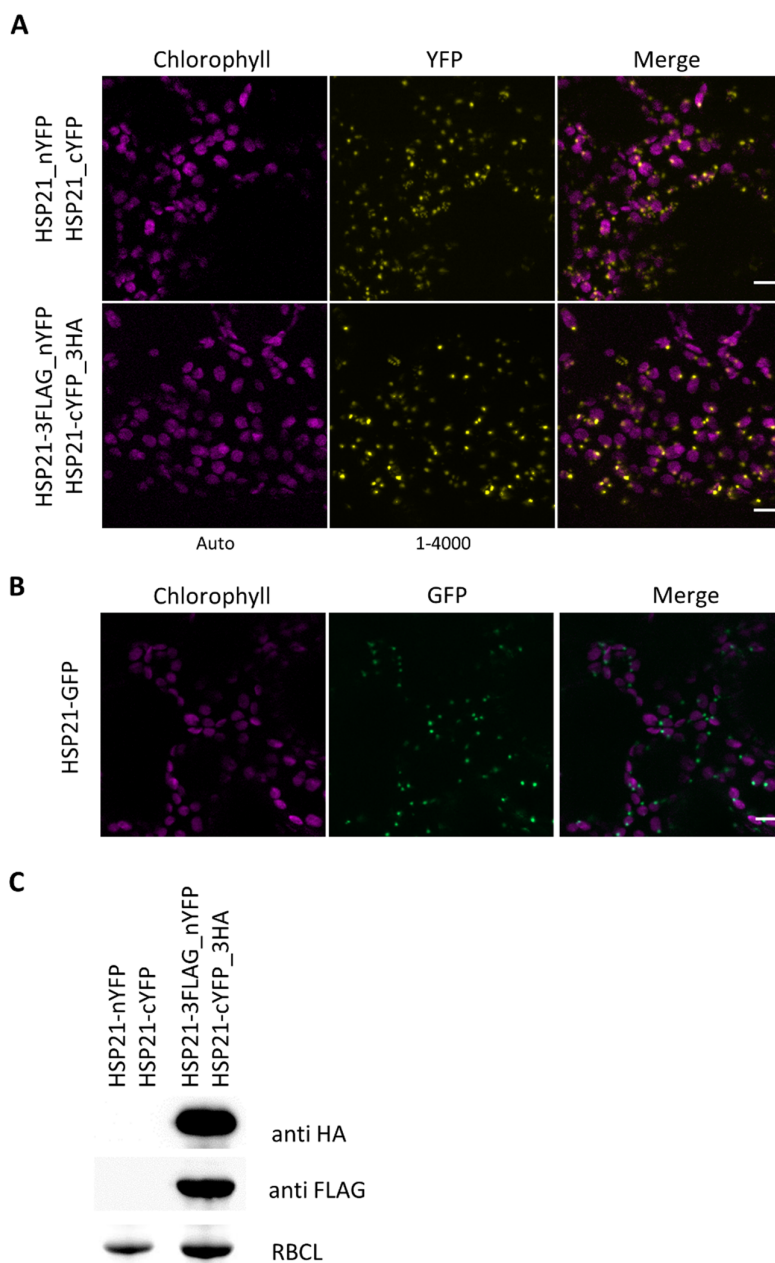 A
Chlorophyll YFP Merge
HSP21_nYFP
HSP21_cYFP
HSP21-3FLAG_nYFP
HSP21-cYFP_3HA
Auto 1-4000
B
Chlorophyll GFP Merge
HSP21-GFP
C
HSP21-nYFP
HSP21-cYFP
HSP21-3FLAG_nYFP
HSP21-cYFP_3HA
anti HA
anti FLAG
RBCL